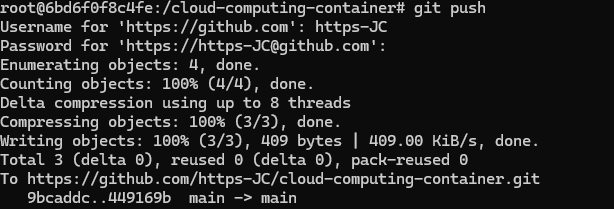 root@6bd6f0f8c4fe:/cloud-computing-container# git push
Username for 'https://github.com': https-JC
Password for 'https://https-JC@github.com':
Enumerating objects: 4, done.
Counting objects: 100% (4/4), done.
Delta compression using up to 8 threads
Compressing objects: 100% (3/3), done.
Writing objects: 100% (3/3), 409 bytes | 409.00 KiB/s, done.
Total 3 (delta 0), reused 0 (delta 0), pack-reused 0
To https://github.com/https-JC/cloud-computing-container.git
   9bcaddc..449169b  main -> main